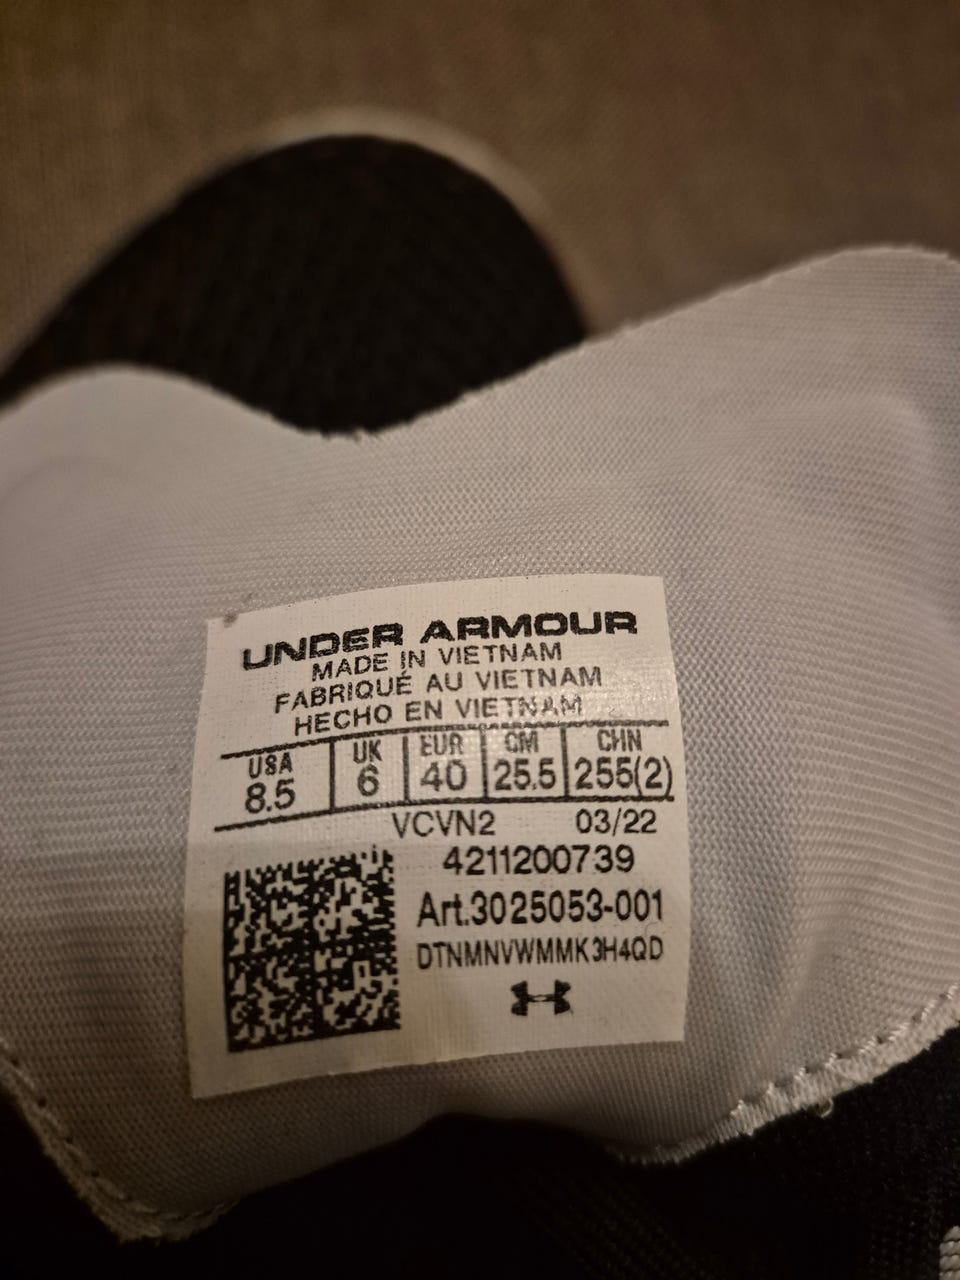 UNDER ARMOUR
MADE IN VIETNAM
FABRIQUÉ AU VIETNAM
HECHO EN VIETNAM
USA UK EUR CM CHN
8.5 6 40 25.5 255(2)
VCVN2 03/22
4211200739
Art.3025053-001
DTNMNVWMMK3H4QD